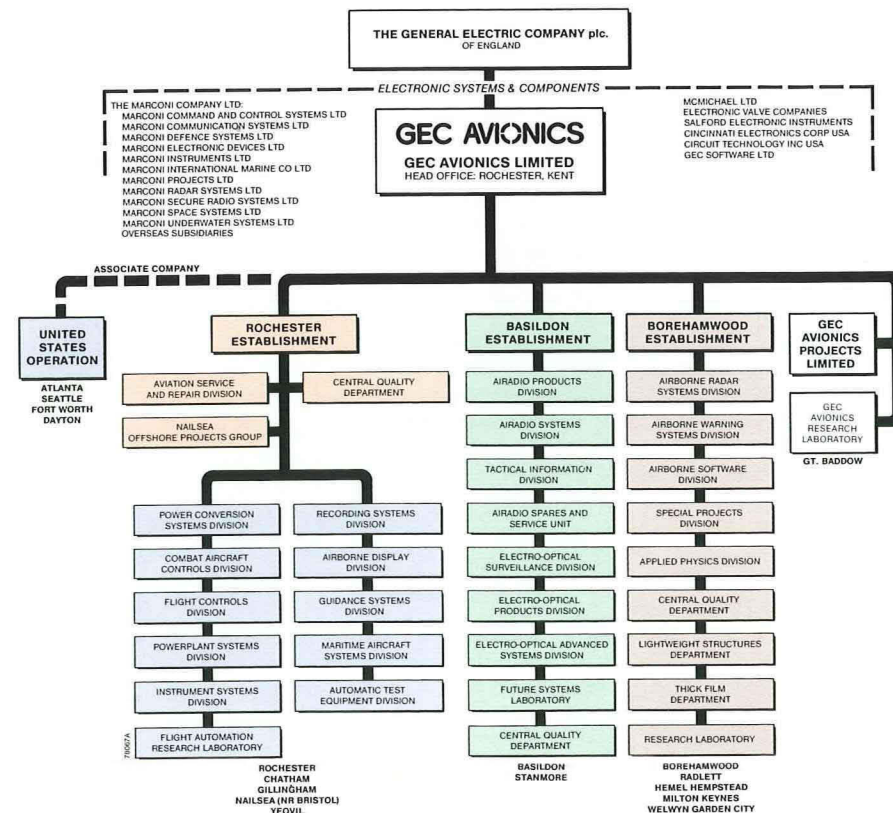 THE GENERAL ELECTRIC COMPANY plc.
OF ENGLAND
ELECTRONIC SYSTEMS & COMPONENTS
THE MARCONI COMPANY LTD:
MARCONI COMMAND AND CONTROL SYSTEMS LTD
MARCONI COMMUNICATION SYSTEMS LTD
MARCONI DEFENCE SYSTEMS LTD
MARCONI ELECTRONIC DEVICES LTD
MARCONI INSTRUMENTS LTD
MARCONI INTERNATIONAL MARINE CO LTD
MARCONI PROJECTS LTD
MARCONI RADAR SYSTEMS LTD
MARCONI SECURE RADIO SYSTEMS LTD
MARCONI SPACE SYSTEMS LTD
MARCONI UNDERWATER SYSTEMS LTD
OVERSEAS SUBSIDIARIES
GEC AVIONICS
GEC AVIONICS LIMITED
HEAD OFFICE: ROCHESTER, KENT
MCMICHAEL LTD
ELECTRONIC VALVE COMPANIES
SALFORD ELECTRONIC INSTRUMENTS
CINCINNATI ELECTRONICS CORP USA
CIRCUIT TECHNOLOGY INC USA
GEC SOFTWARE LTD
ASSOCIATE COMPANY
UNITED
STATES
OPERATION
ATLANTA
SEATTLE
FORT WORTH
DAYTON
ROCHESTER
ESTABLISHMENT
AVIATION SERVICE
AND REPAIR DIVISION
CENTRAL QUALITY
DEPARTMENT
NAILSEA
OFFSHORE PROJECTS GROUP
POWER CONVERSION
SYSTEMS DIVISION
COMBAT AIRCRAFT
CONTROLS DIVISION
FLIGHT CONTROLS
DIVISION
POWERPLANT SYSTEMS
DIVISION
INSTRUMENT SYSTEMS
DIVISION
FLIGHT AUTOMATION
RESEARCH LABORATORY
RECORDING SYSTEMS
DIVISION
AIRBORNE DISPLAY
DIVISION
GUIDANCE SYSTEMS
DIVISION
MARITIME AIRCRAFT
SYSTEMS DIVISION
AUTOMATIC TEST
EQUIPMENT DIVISION
ROCHESTER
CHATHAM
GILLINGHAM
NAILSEA (NR BRISTOL)
YEOVIL
BASILDON
ESTABLISHMENT
AIRADIO PRODUCTS
DIVISION
AIRADIO SYSTEMS
DIVISION
TACTICAL INFORMATION
DIVISION
AIRADIO SPARES AND
SERVICE UNIT
ELECTRO-OPTICAL
SURVEILLANCE DIVISION
ELECTRO-OPTICAL
PRODUCTS DIVISION
ELECTRO-OPTICAL ADVANCED
SYSTEMS DIVISION
FUTURE SYSTEMS
LABORATORY
CENTRAL QUALITY
DEPARTMENT
BASILDON
STANMORE
BOREHAMWOOD
ESTABLISHMENT
AIRBORNE RADAR
SYSTEMS DIVISION
AIRBORNE WARNING
SYSTEMS DIVISION
AIRBORNE SOFTWARE
DIVISION
SPECIAL PROJECTS
DIVISION
APPLIED PHYSICS DIVISION
CENTRAL QUALITY
DEPARTMENT
LIGHTWEIGHT STRUCTURES
DEPARTMENT
THICK FILM
DEPARTMENT
RESEARCH LABORATORY
BOREHAMWOOD
RADLETT
HEMEL HEMPSTEAD
MILTON KEYNES
WELWYN GARDEN CITY
GEC
AVIONICS
PROJECTS
LIMITED
GEC
AVIONICS
RESEARCH
LABORATORY
GT. BADDOW